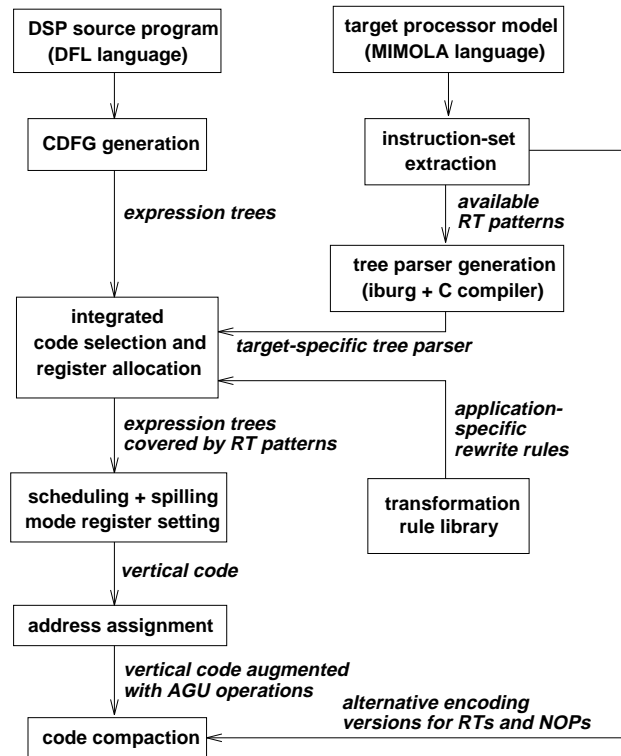 DSP source program
(DFL language)
target processor model
(MIMOLA language)
CDFG generation
instruction-set
extraction
expression trees
available
RT patterns
tree parser generation
(iburg + C compiler)
integrated
code selection and
register allocation
target-specific tree parser
expression trees
covered by RT patterns
application-
specific
rewrite rules
scheduling + spilling
mode register setting
transformation
rule library
vertical code
address assignment
vertical code augmented
with AGU operations
alternative encoding
versions for RTs and NOPs
code compaction